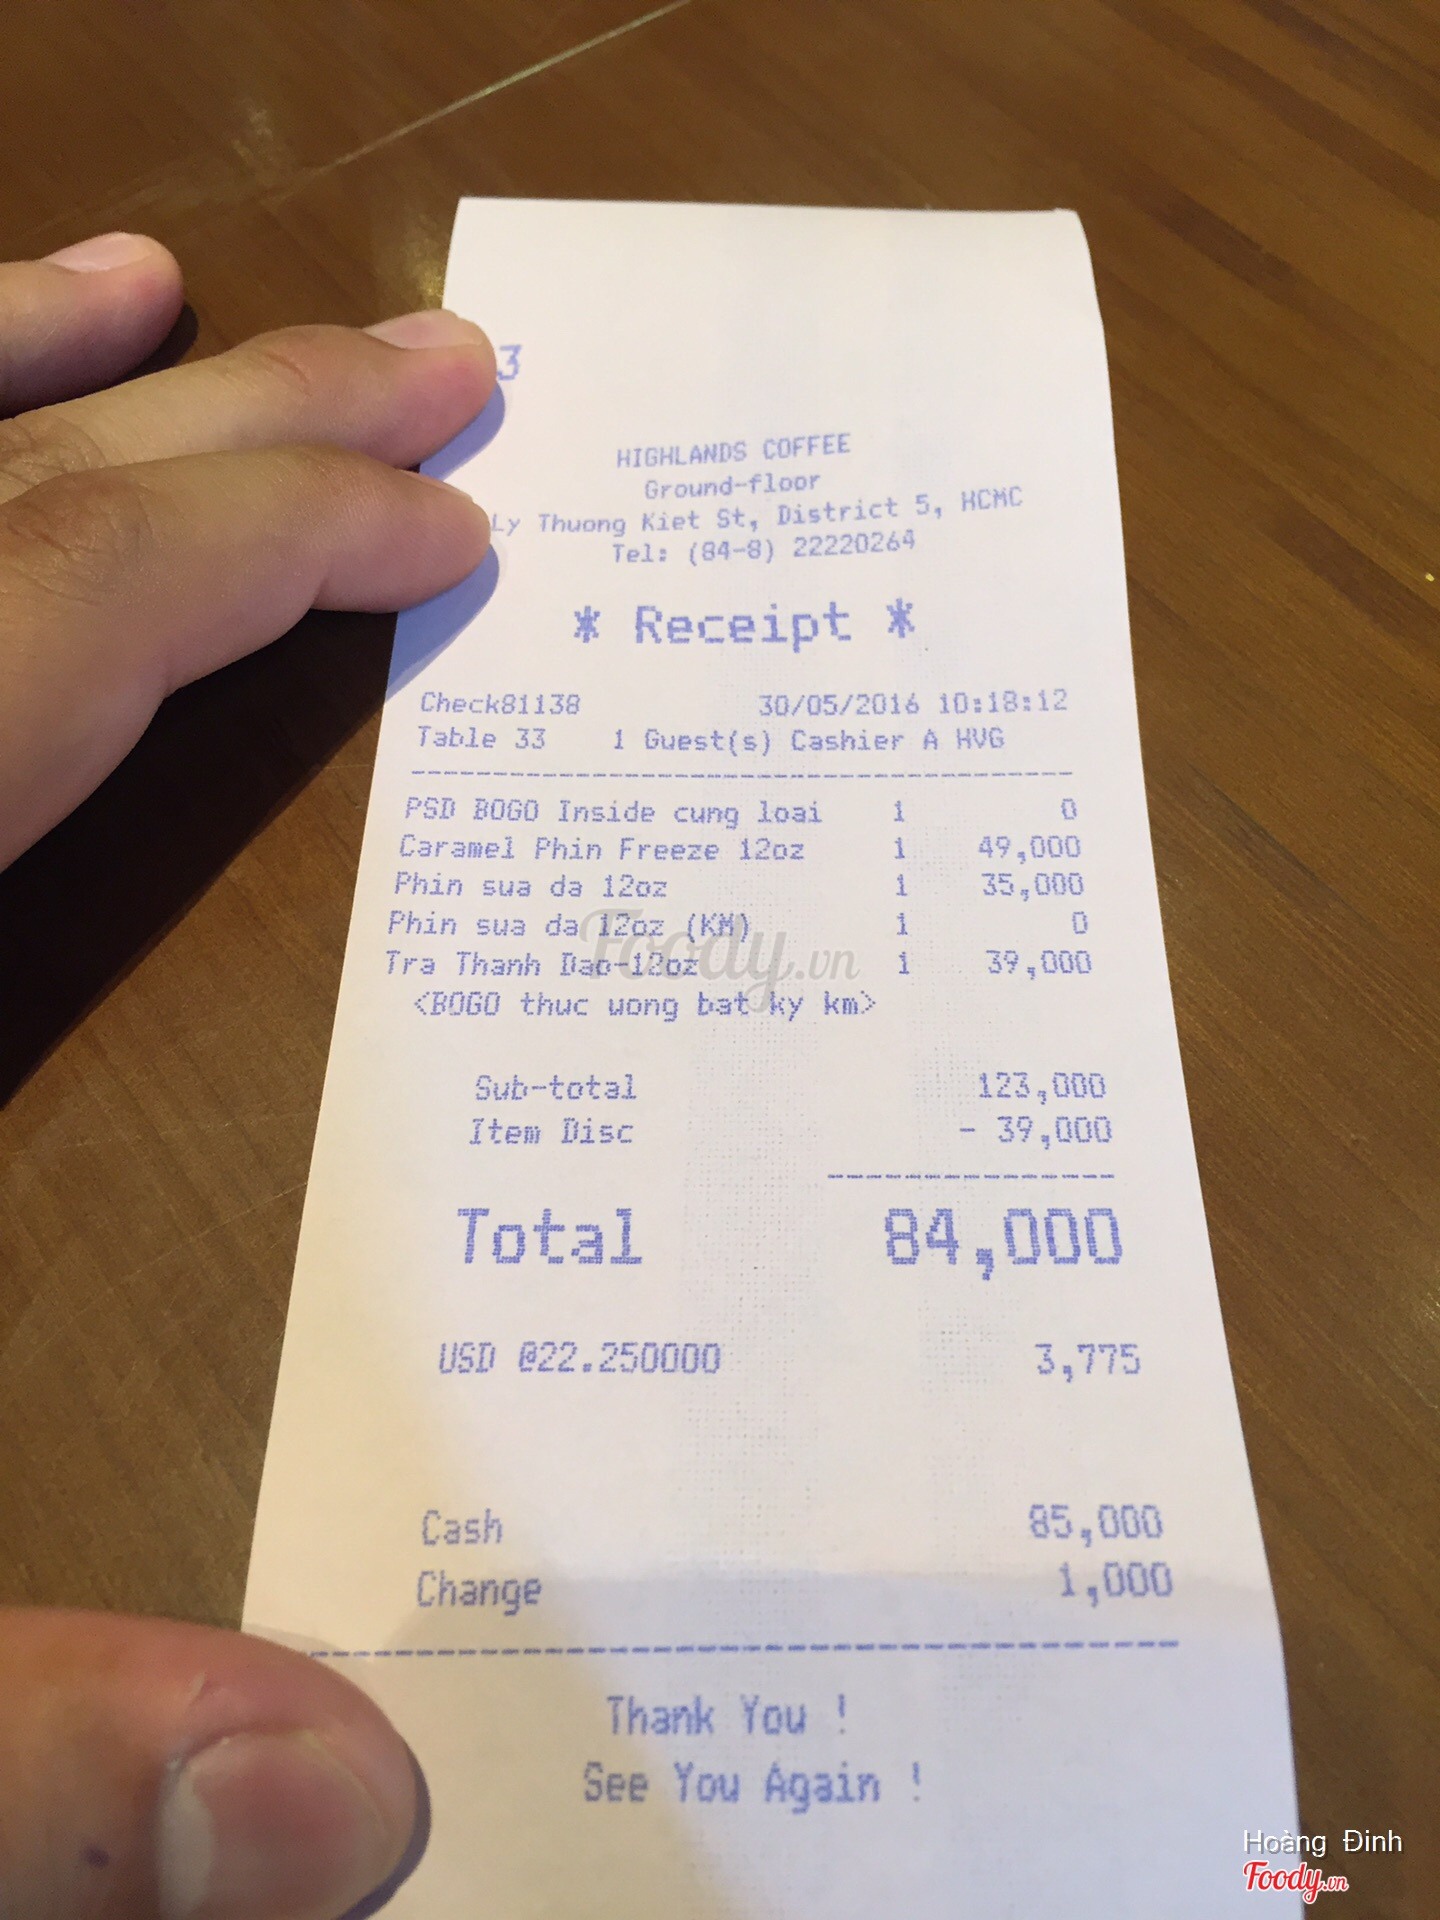 3
HIGHLANDS COFFEE
Ground-floor
Ly Thuong Kiet St, District 5, HCMC
Tel: (84-8) 22220264
* Receipt *
Check81138 30/05/2016 10:18:12
Table 33 1 Guest(s) Cashier A HVG
PSD BOGO Inside cung loai 1 0
Caramel Phin Freeze 12oz 1 49,000
Phin sua da 12oz 1 35,000
Phin sua da 12oz (KM) 1 0
Tra Thanh Dao-12oz 1 39,000
<BOGO thuc uong bat ky km>
Foody.vn
Sub-total 123,000
Item Disc - 39,000
Total 84,000
USD @22.250000 3,775
Cash 85,000
Change 1,000
Thank You !
See You Again !
Hoàng Đinh
Foody.vn